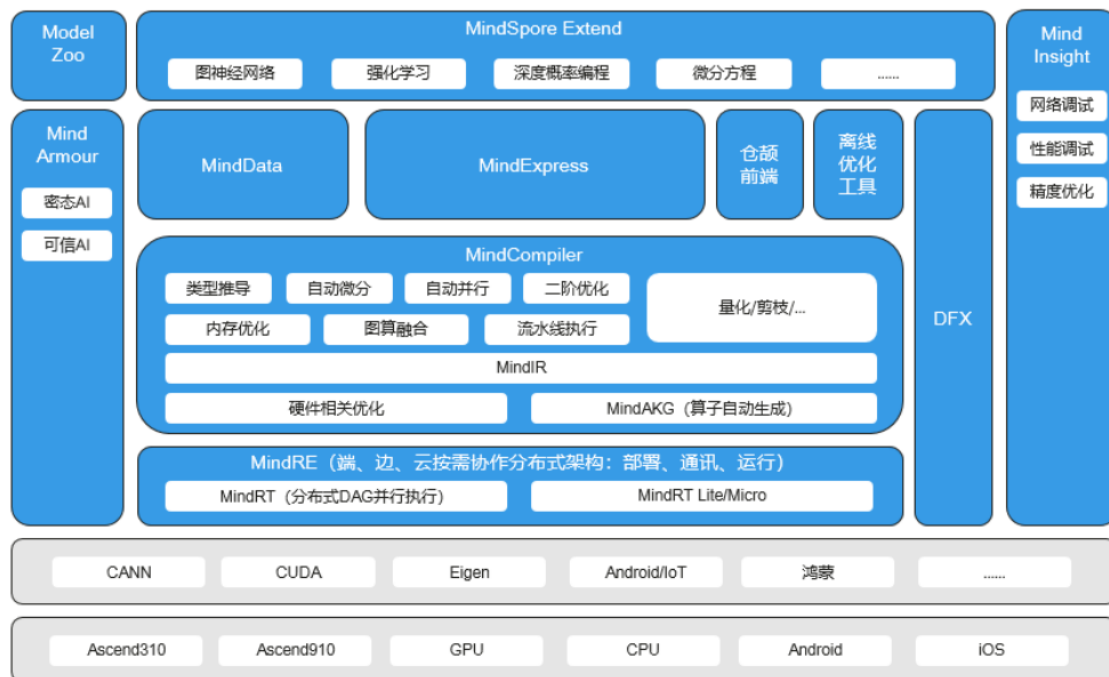 Model
Zoo
MindSpore Extend
图神经网络
强化学习
深度概率编程
微分方程
......
Mind
Insight
网络调试
性能调试
精度优化
Mind
Armour
密态AI
可信AI
MindData
MindExpress
仓颉
前端
离线
优化
工具
MindCompiler
类型推导
自动微分
自动并行
二阶优化
量化/剪枝/...
内存优化
图算融合
流水线执行
MindIR
硬件相关优化
MindAKG（算子自动生成）
DFX
MindRE（端、边、云按需协作分布式架构：部署、通讯、运行）
MindRT（分布式DAG并行执行）
MindRT Lite/Micro
CANN
CUDA
Eigen
Android/IoT
鸿蒙
......
Ascend310
Ascend910
GPU
CPU
Android
iOS